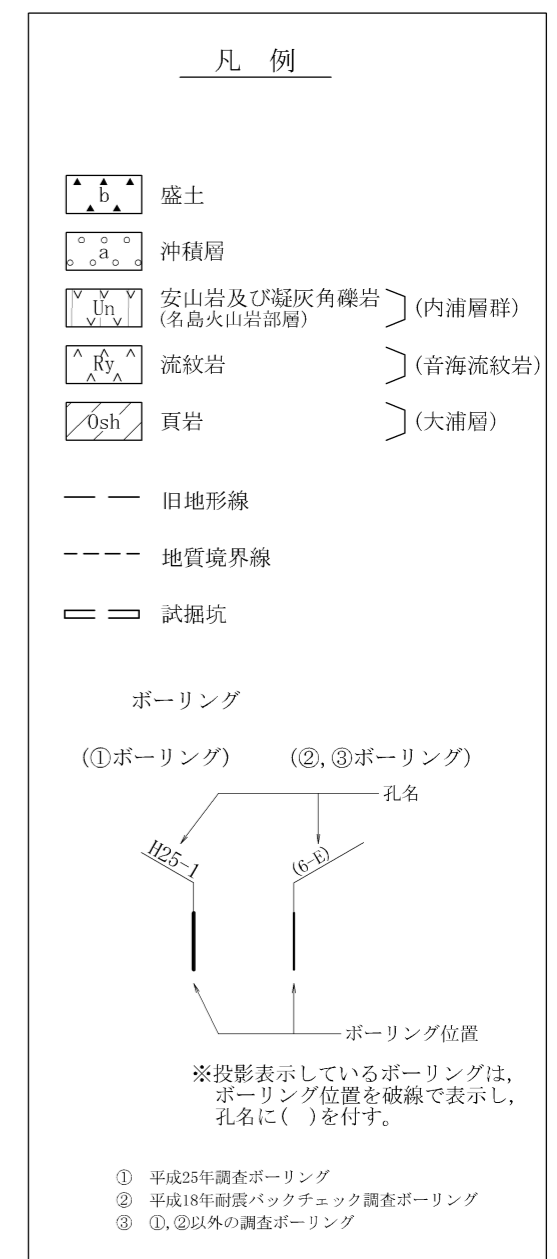 凡 例
b 盛土
a 沖積層
Un 安山岩及び凝灰角礫岩 (内浦層群)
(名島火山岩部層)
Ry 流紋岩 (音海流紋岩)
Osh 頁岩 (大浦層)
旧地形線
地質境界線
試掘坑
ボーリング
(①ボーリング) (②,③ボーリング)
孔名
H25-1 (6-E)
ボーリング位置
※投影表示しているボーリングは,
ボーリング位置を破線で表示し,
孔名に( )を付す。
① 平成25年調査ボーリング
② 平成18年耐震バックチェック調査ボーリング
③ ①,②以外の調査ボーリング